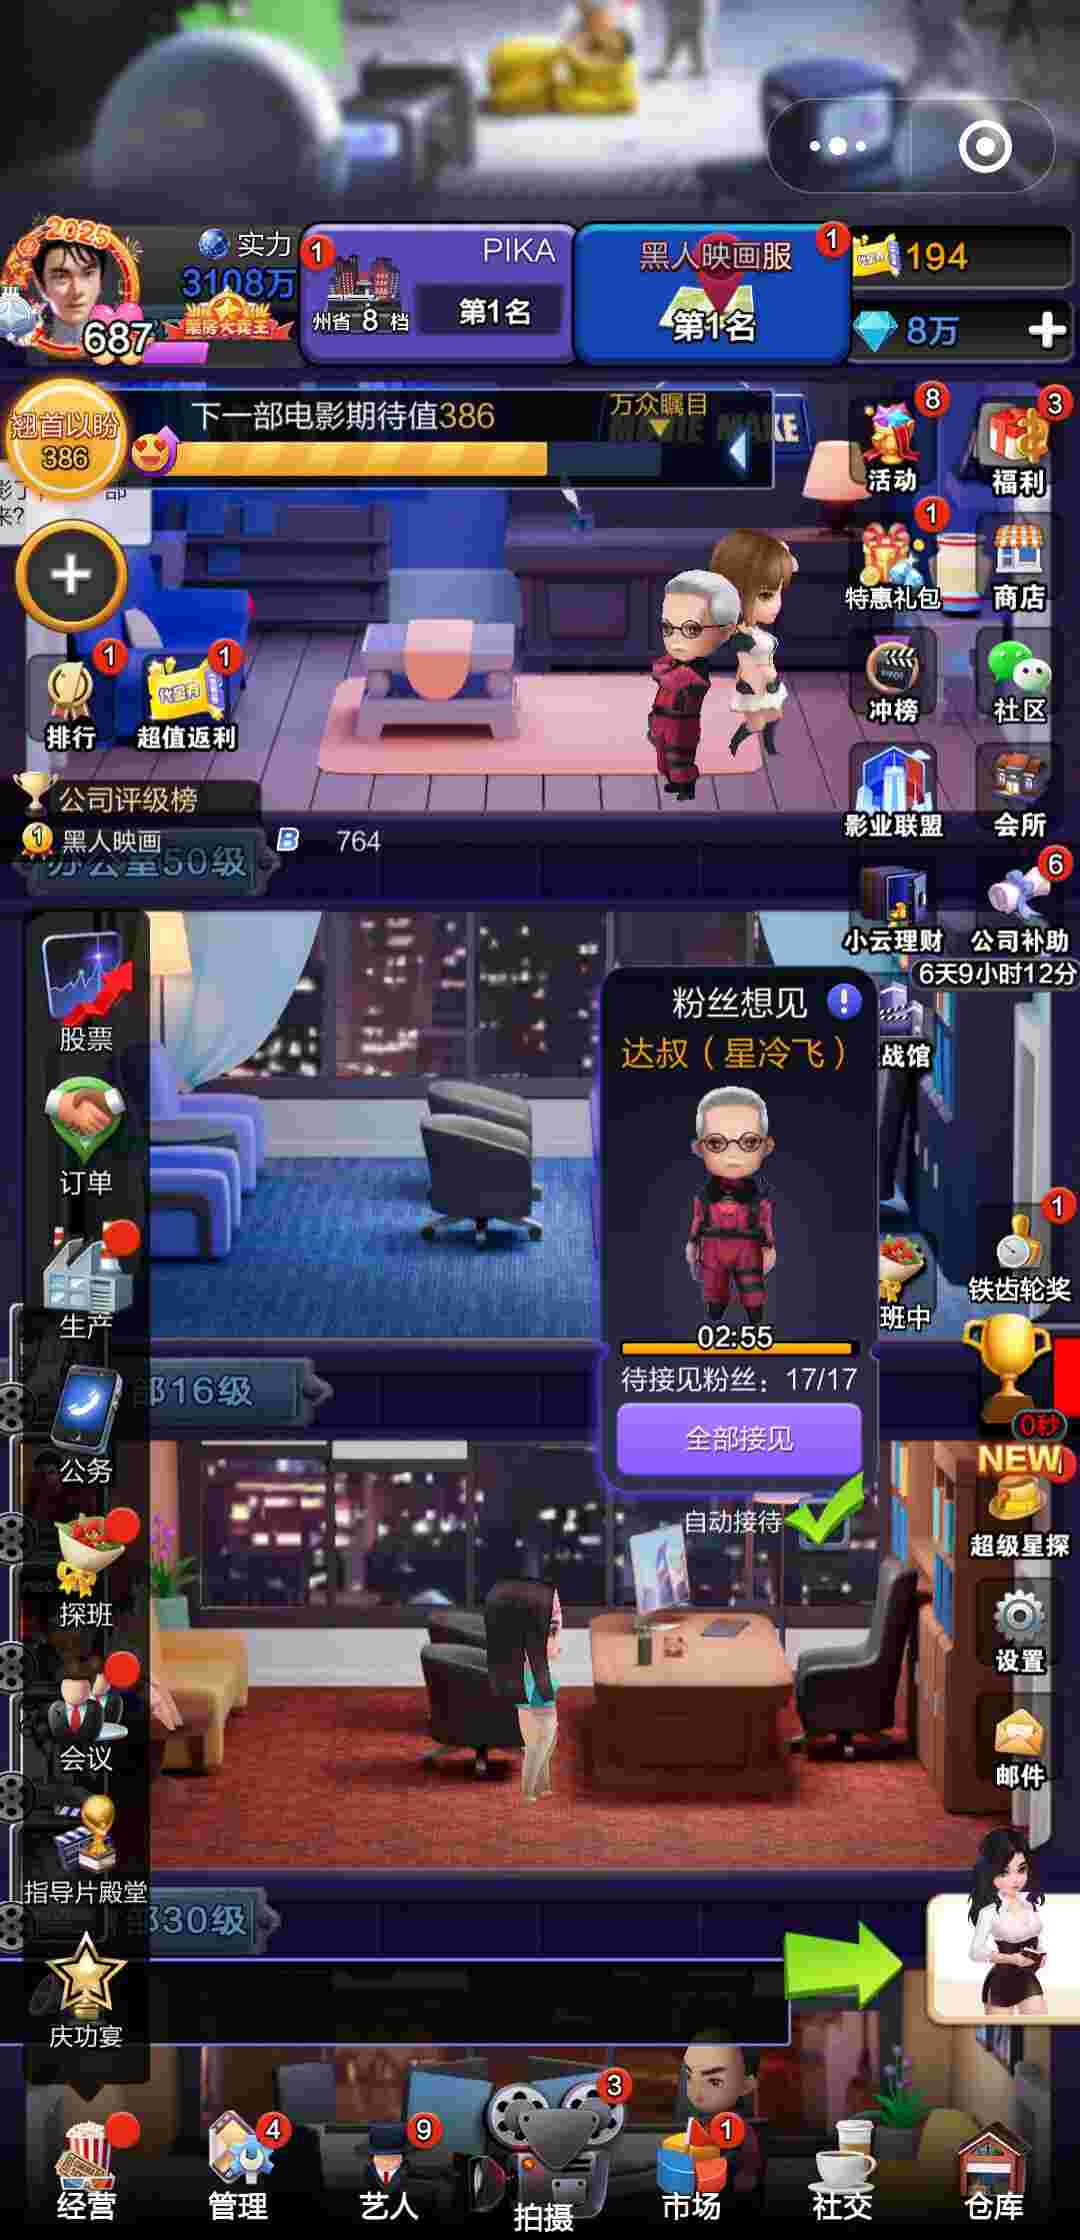 2025
实力
3108万
687
票房大赛王
1
PIKA
州省 8 档
第1名
黑人映画服
1
第1名
代金券
194
8万
翘首以盼
386
下一部电影期待值386
万众瞩目
8
活动
3
福利
1
特惠礼包
商店
1
排行
1
超值返利
冲榜
社区
公司评级榜
1
黑人映画
B
764
办公室50级
影业联盟
会所
小云理财
6
公司补助
6天9小时12分
股票
粉丝想见
达叔（星冷飞）
战馆
订单
02:55
待接见粉丝：17/17
全部接见
自动接待
1
铁齿轮奖
班中
生产
部16级
0秒
NEW
公务
超级星探
探班
设置
会议
邮件
指导片殿堂
部30级
庆功宴
经营
4
管理
9
艺人
3
拍摄
1
市场
社交
仓库